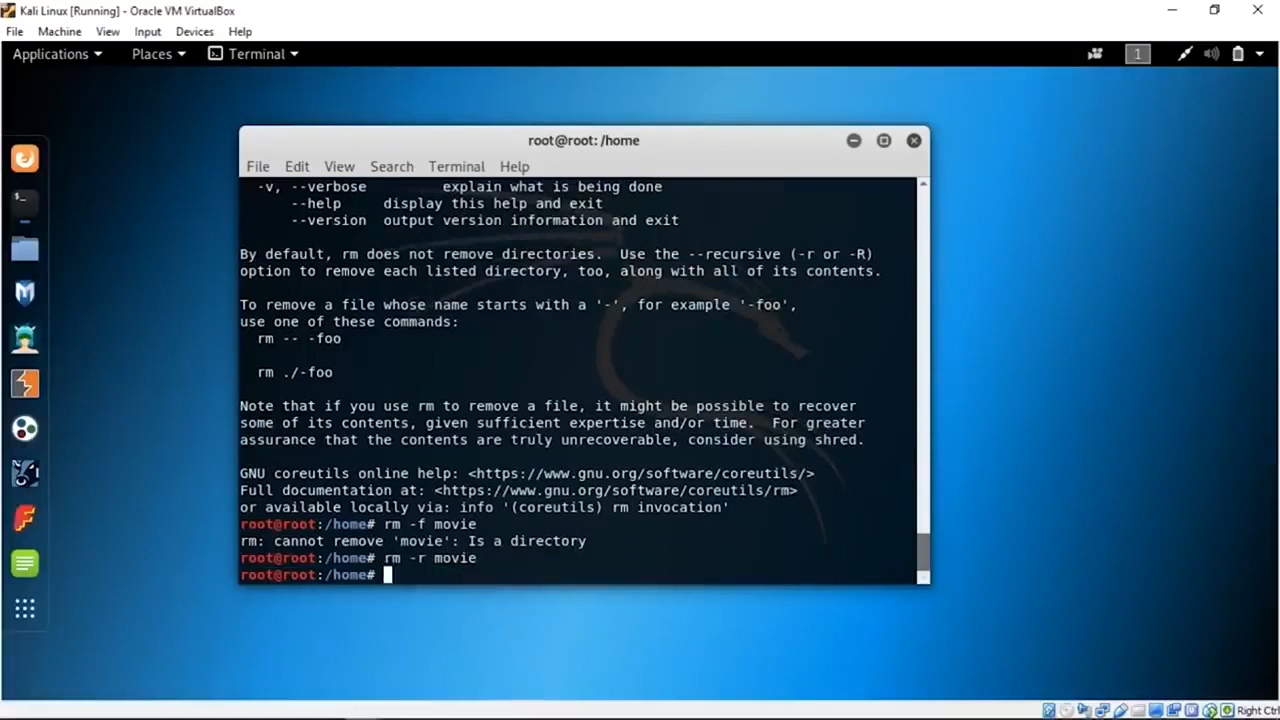 Kali Linux [Running] - Oracle VM VirtualBox
File Machine View Input Devices Help
Applications Places Terminal 1
root@root: /home
File Edit View Search Terminal Help
-v, --verbose explain what is being done
--help display this help and exit
--version output version information and exit
By default, rm does not remove directories. Use the --recursive (-r or -R)
option to remove each listed directory, too, along with all of its contents.
To remove a file whose name starts with a '-', for example '-foo',
use one of these commands:
rm -- -foo
rm ./-foo
Note that if you use rm to remove a file, it might be possible to recover
some of its contents, given sufficient expertise and/or time. For greater
assurance that the contents are truly unrecoverable, consider using shred.
GNU coreutils online help: <https://www.gnu.org/software/coreutils/>
Full documentation at: <https://www.gnu.org/software/coreutils/rm>
or available locally via: info '(coreutils) rm invocation'
root@root:/home# rm -f movie
rm: cannot remove 'movie': Is a directory
root@root:/home# rm -r movie
root@root:/home#
Right Ctrl